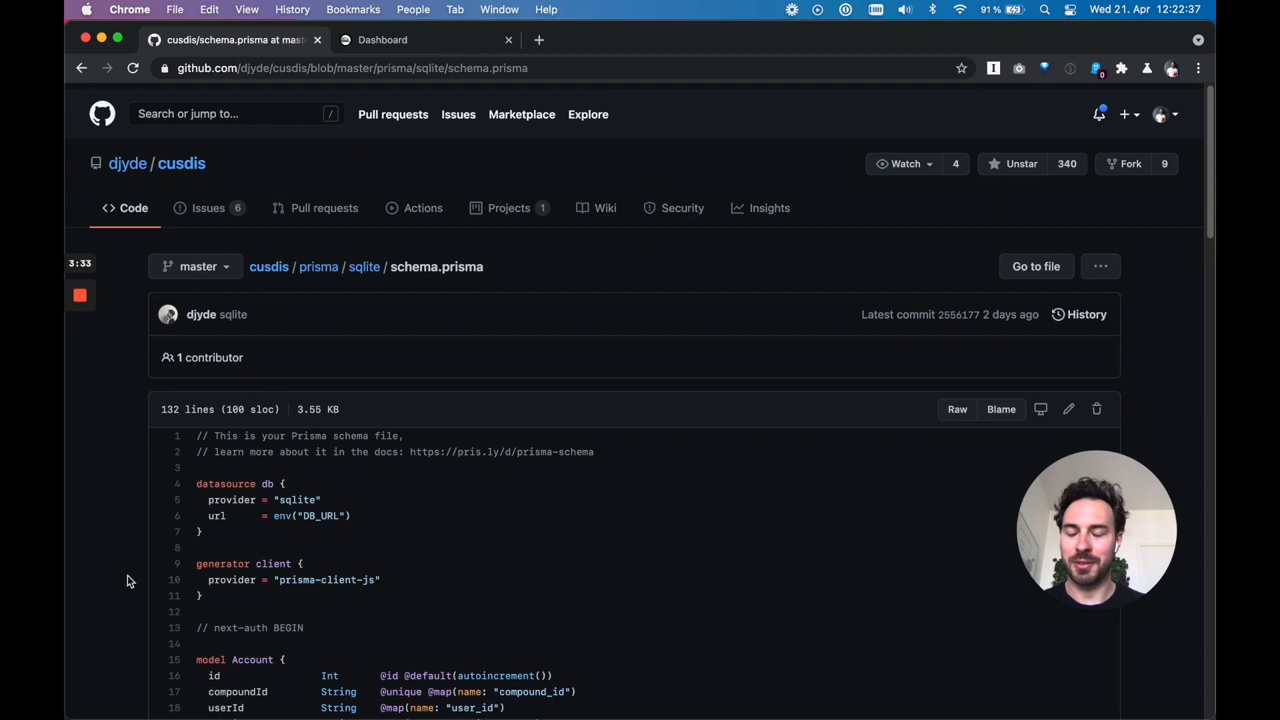 Chrome File Edit View History Bookmarks People Tab Window Help 91 % Wed 21. Apr 12:22:37
cusdis/schema.prisma at mast Dashboard
github.com/djyde/cusdis/blob/master/prisma/sqlite/schema.prisma
0
Search or jump to... / Pull requests Issues Marketplace Explore
djyde / cusdis Watch 4 Unstar 340 Fork 9
Code Issues 6 Pull requests Actions Projects 1 Wiki Security Insights
3:33
master cusdis / prisma / sqlite / schema.prisma Go to file ...
djyde sqlite Latest commit 2556177 2 days ago History
1 contributor
132 lines (100 sloc) 3.55 KB Raw Blame
1 // This is your Prisma schema file,
2 // learn more about it in the docs: https://pris.ly/d/prisma-schema
3
4 datasource db {
5 provider = "sqlite"
6 url = env("DB_URL")
7 }
8
9 generator client {
10 provider = "prisma-client-js"
11 }
12
13 // next-auth BEGIN
14
15 model Account {
16 id Int @id @default(autoincrement())
17 compoundId String @unique @map(name: "compound_id")
18 userId String @map(name: "user_id")